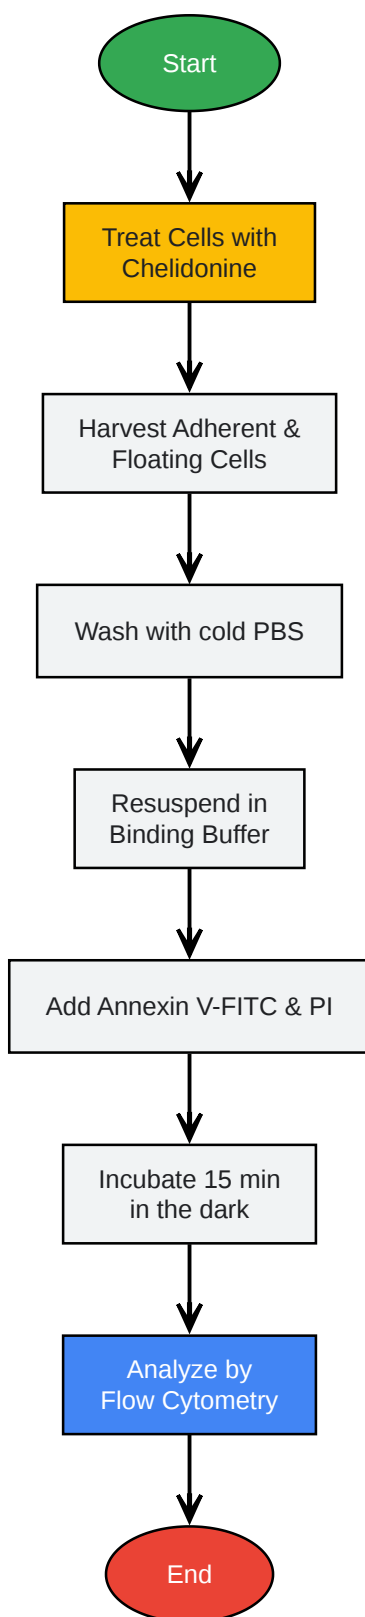 Start
Treat Cells with
Chelidonine
Harvest Adherent &
Floating Cells
Wash with cold PBS
Resuspend in
Binding Buffer
Add Annexin V-FITC & PI
Incubate 15 min
in the dark
Analyze by
Flow Cytometry
End